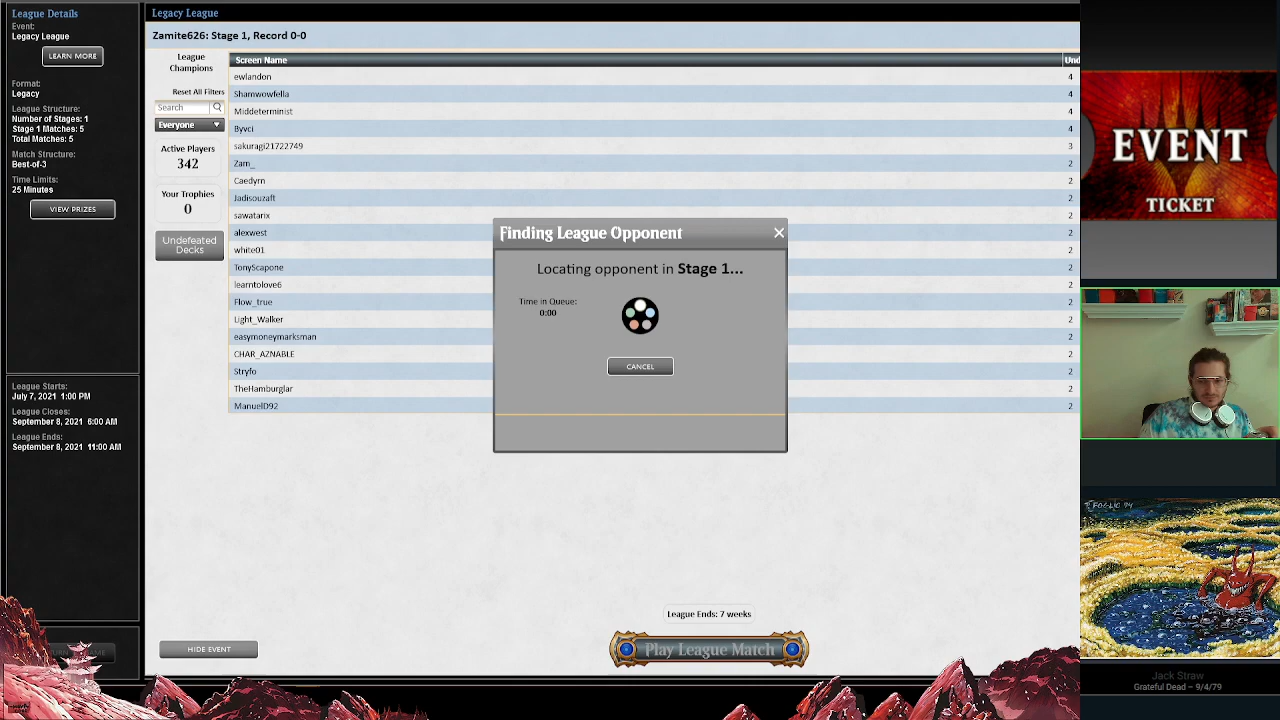 League Details
Event:
Legacy League
LEARN MORE
Format:
Legacy
League Structure:
Number of Stages: 1
Stage 1 Matches: 5
Total Matches: 5
Match Structure:
Best-of-3
Time Limits:
25 Minutes
VIEW PRIZES
League Starts:
July 7, 2021 1:00 PM
League Closes:
September 8, 2021 6:00 AM
League Ends:
September 8, 2021 11:00 AM
Legacy League
Zamite626: Stage 1, Record 0-0
League
Champions
Reset All Filters
Search
Everyone
Active Players
342
Your Trophies
0
Undefeated
Decks
Screen Name Und
ewlandon 4
Shamwowfella 4
Middeterminist 4
Byvci 4
sakuragi21722749 3
Zam_ 2
Caedyrn 2
Jadisouzaft 2
sawatarix 2
alexwest 2
white01 2
TonyScapone 2
learntolove6 2
Flow_true 2
Light_Walker 2
easymoneymarksman 2
CHAR_AZNABLE 2
Stryfo 2
TheHamburglar 2
ManuelD92 2
Finding League Opponent
Locating opponent in Stage 1...
Time in Queue:
0:00
CANCEL
League Ends: 7 weeks
Play League Match
HIDE EVENT
EVENT
TICKET
Jack Straw
Grateful Dead – 9/4/79